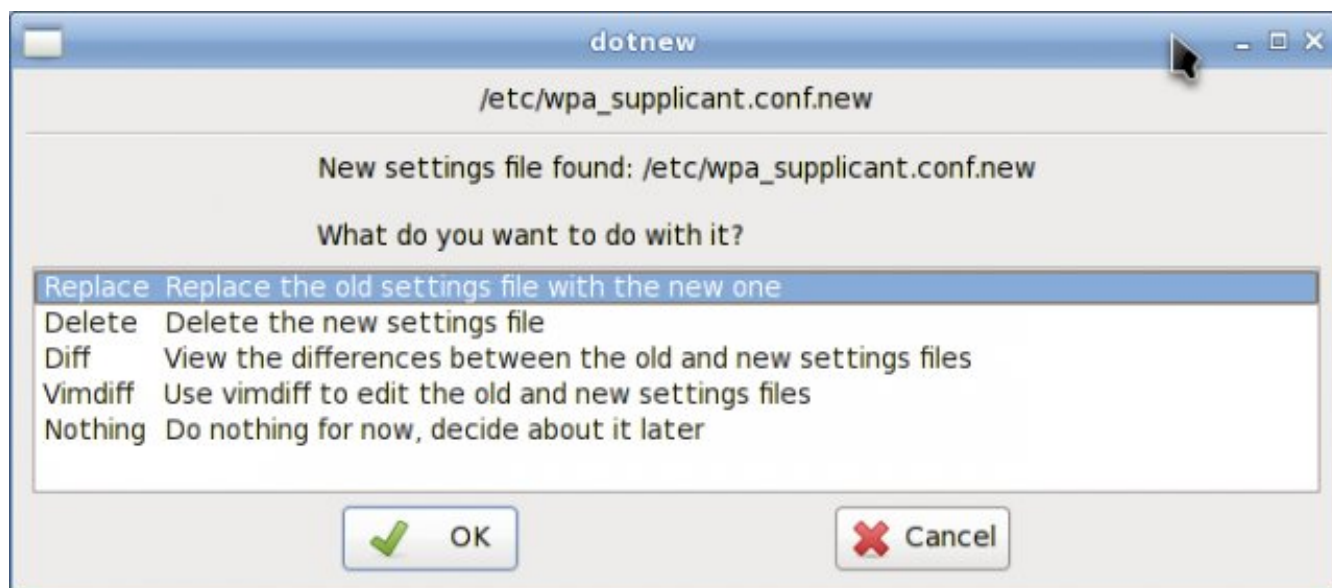 dotnew
/etc/wpa_supplicant.conf.new
New settings file found: /etc/wpa_supplicant.conf.new
What do you want to do with it?
Replace Replace the old settings file with the new one
Delete Delete the new settings file
Diff View the differences between the old and new settings files
Vimdiff Use vimdiff to edit the old and new settings files
Nothing Do nothing for now, decide about it later
OK Cancel